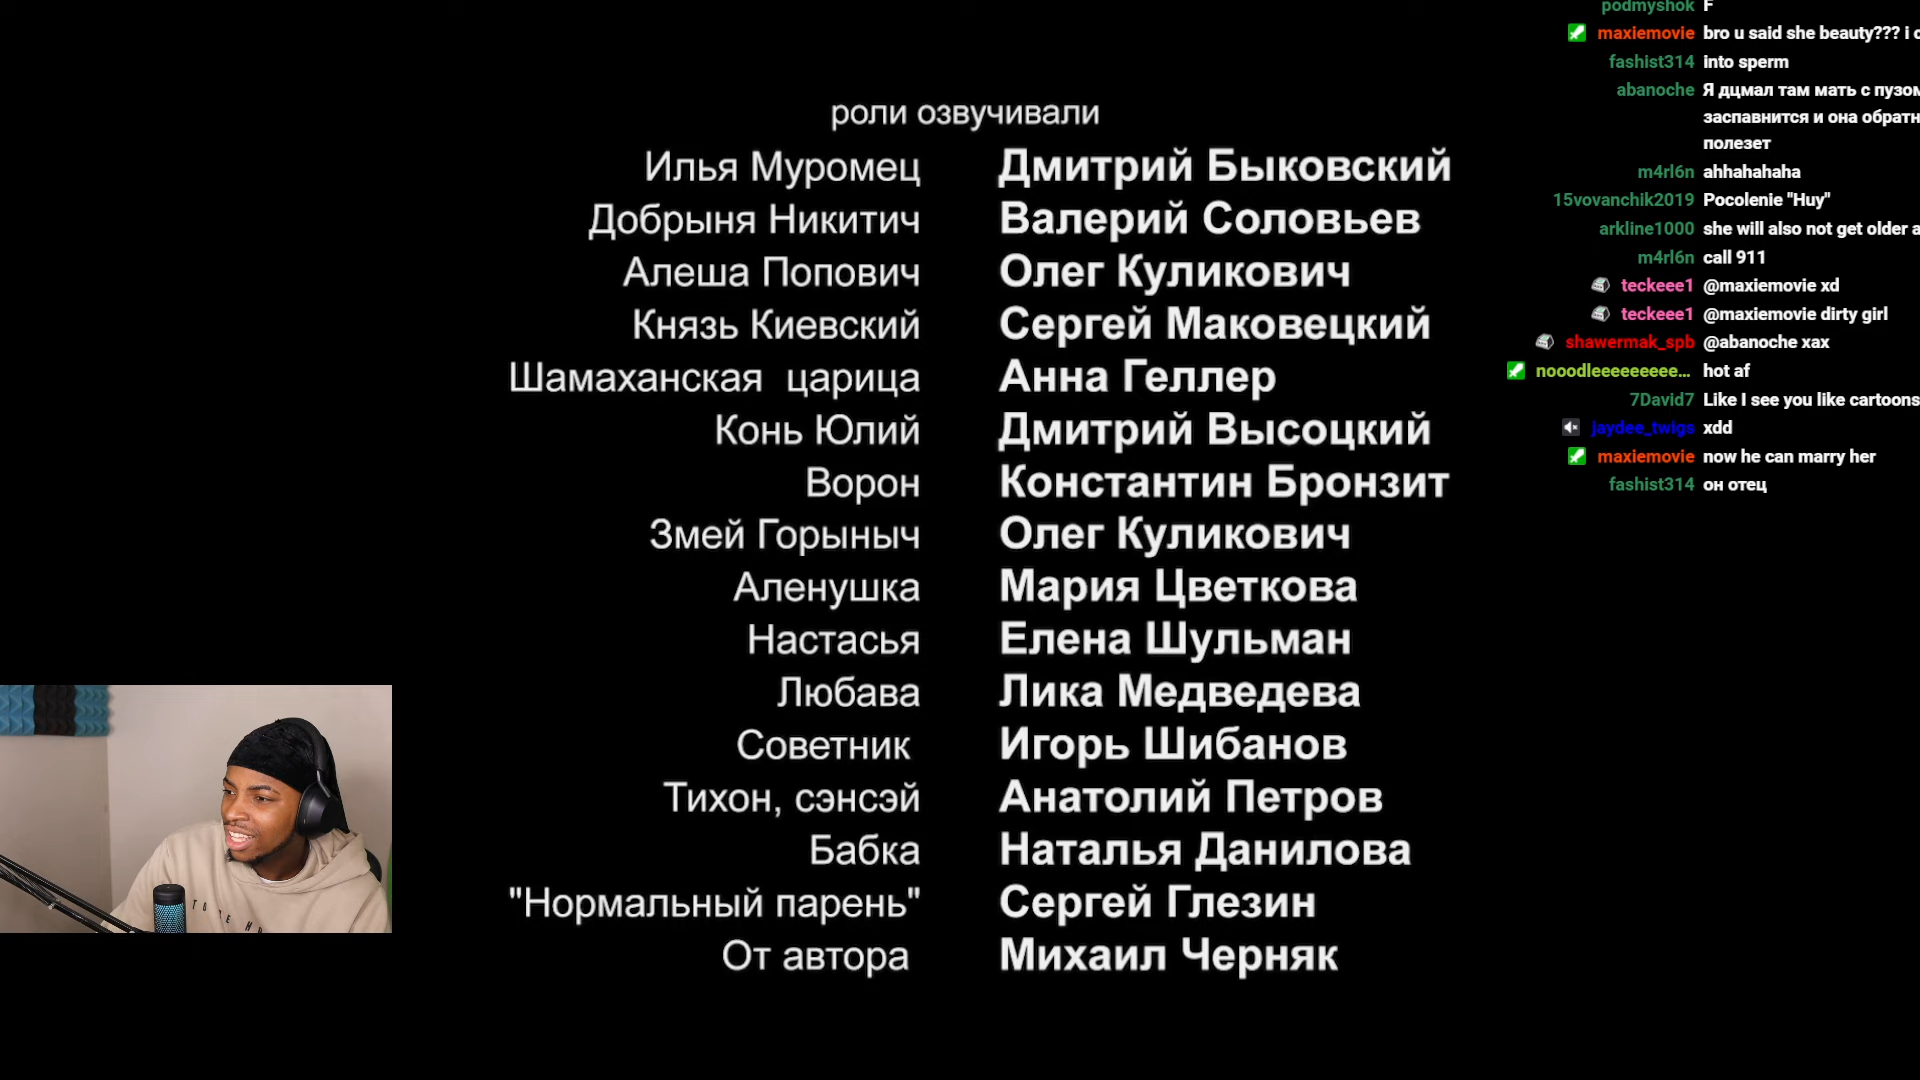 роли озвучивали
Илья Муромец Дмитрий Быковский
Добрыня Никитич Валерий Соловьев
Алеша Попович Олег Куликович
Князь Киевский Сергей Маковецкий
Шамаханская царица Анна Геллер
Конь Юлий Дмитрий Высоцкий
Ворон Константин Бронзит
Змей Горыныч Олег Куликович
Аленушка Мария Цветкова
Настасья Елена Шульман
Любава Лика Медведева
Советник Игорь Шибанов
Тихон, сэнсэй Анатолий Петров
Бабка Наталья Данилова
"Нормальный парень" Сергей Глезин
От автора Михаил Черняк
podmyshok F
maxiemovie bro u said she beauty??? i
fashist314 into sperm
abanoche Я дцмал там мать с пузом
заспавнится и она обратн
полезет
m4rl6n ahhahahaha
15vovanchik2019 Pocolenie "Huy"
arkline1000 she will also not get older a
m4rl6n call 911
teckeee1 @maxiemovie xd
teckeee1 @maxiemovie dirty girl
shawermak_spb @abanoche xax
nooodleeeeeeeee... hot af
7David7 Like I see you like cartoons
jaydee_twigs xdd
maxiemovie now he can marry her
fashist314 он отец